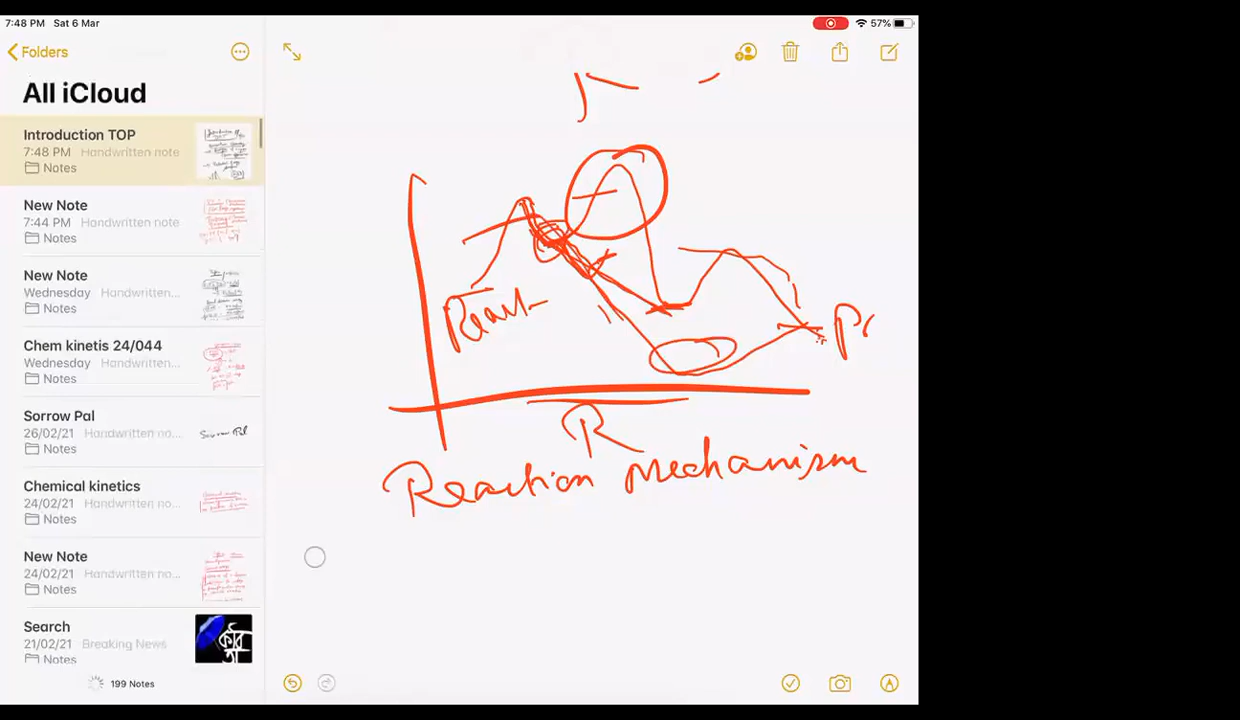 7:48 PM Sat 6 Mar
57%
Folders
All iCloud
Introduction TOP
7:48 PM Handwritten note
Notes
New Note
7:44 PM Handwritten note
Notes
New Note
Wednesday Handwritten...
Notes
Chem kinetis 24/044
Wednesday Handwritten...
Notes
Sorrow Pal
26/02/21 Handwritten no...
Notes
Sorrow Pal
Chemical kinetics
24/02/21 Handwritten no...
Notes
New Note
24/02/21 Handwritten no...
Notes
Search
21/02/21 Breaking News
Notes
199 Notes
React
Pr
R
Reaction Mechanism